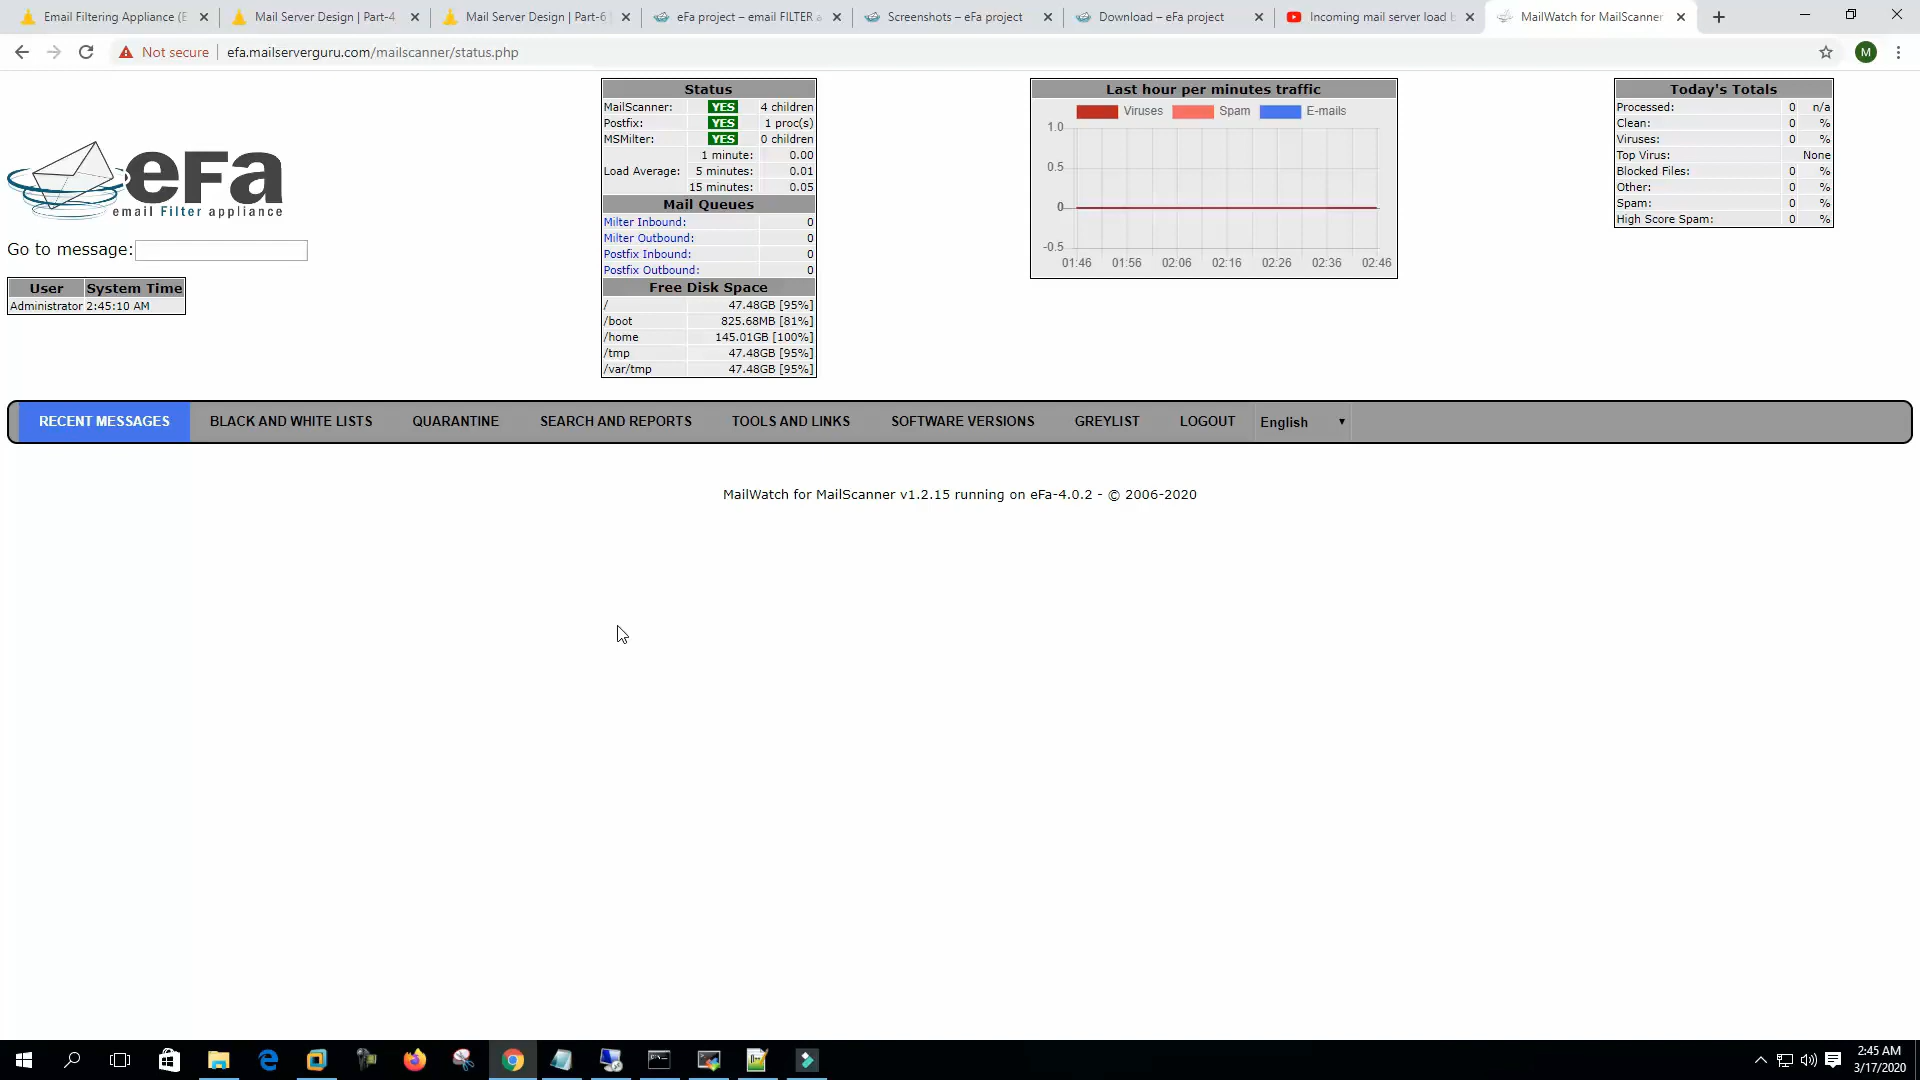 Email Filtering Appliance (E
Mail Server Design | Part-4
Mail Server Design | Part-6
eFa project – email FILTER a
Screenshots – eFa project
Download – eFa project
Incoming mail server load b
MailWatch for MailScanner
Not secure
efa.mailserverguru.com/mailscanner/status.php
M
eFa
email Filter appliance
Go to message:
User System Time
Administrator 2:45:10 AM
Status
MailScanner: YES 4 children
Postfix: YES 1 proc(s)
MSMilter: YES 0 children
Load Average: 1 minute: 0.00
5 minutes: 0.01
15 minutes: 0.05
Mail Queues
Milter Inbound: 0
Milter Outbound: 0
Postfix Inbound: 0
Postfix Outbound: 0
Free Disk Space
/ 47.48GB [95%]
/boot 825.68MB [81%]
/home 145.01GB [100%]
/tmp 47.48GB [95%]
/var/tmp 47.48GB [95%]
Last hour per minutes traffic
Viruses Spam E-mails
1.0
0.5
0
-0.5
01:46 01:56 02:06 02:16 02:26 02:36 02:46
Today's Totals
Processed: 0 n/a
Clean: 0 %
Viruses: 0 %
Top Virus: None
Blocked Files: 0 %
Other: 0 %
Spam: 0 %
High Score Spam: 0 %
RECENT MESSAGES BLACK AND WHITE LISTS QUARANTINE SEARCH AND REPORTS TOOLS AND LINKS SOFTWARE VERSIONS GREYLIST LOGOUT English
MailWatch for MailScanner v1.2.15 running on eFa-4.0.2 - © 2006-2020
2:45 AM
3/17/2020